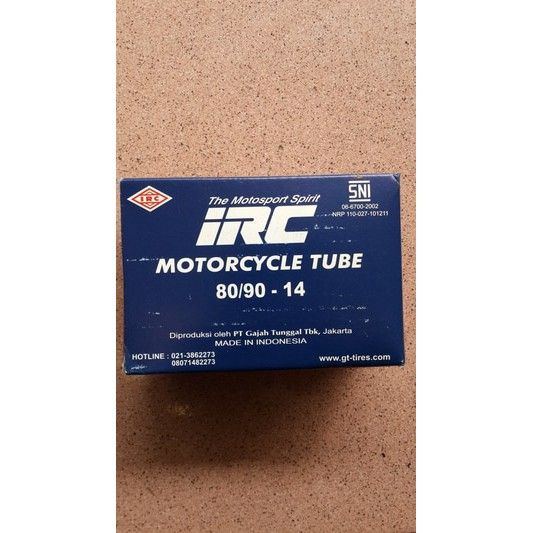 The Motosport Spirit
IRC
iRC
SNI
06-6700-2002
NRP 110-027-101211
MOTORCYCLE TUBE
80/90 - 14
Diproduksi oleh PT Gajah Tunggal Tbk, Jakarta
MADE IN INDONESIA
HOTLINE : 021-3862273
08071482273
www.gt-tires.com